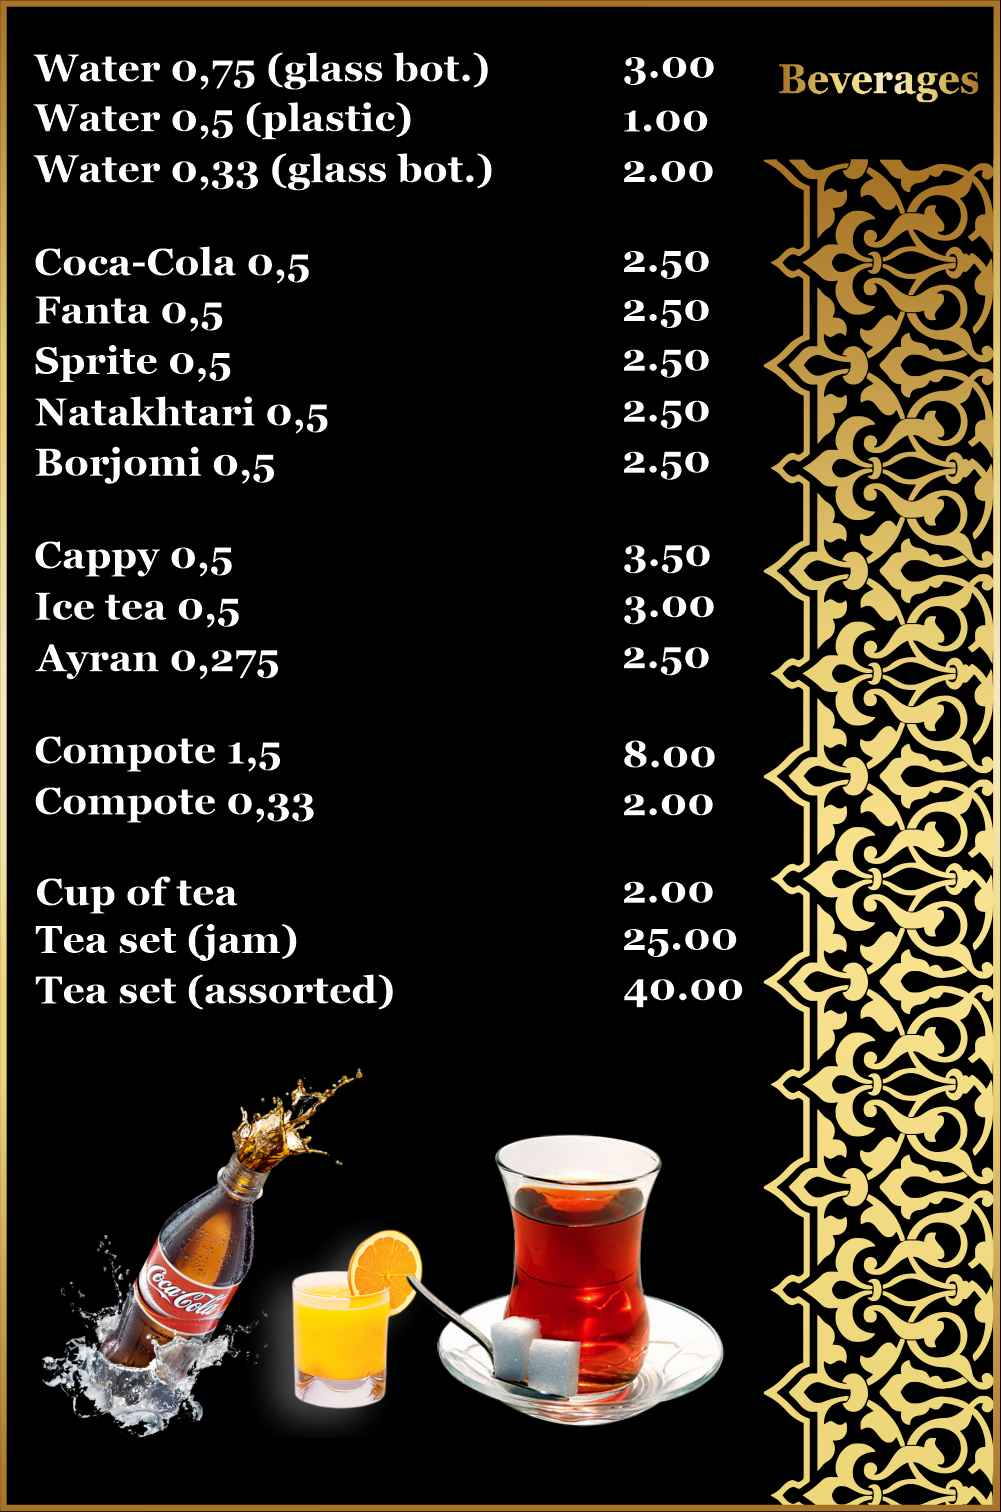 Beverages
Water 0,75 (glass bot.) 3.00
Water 0,5 (plastic) 1.00
Water 0,33 (glass bot.) 2.00
Coca-Cola 0,5 2.50
Fanta 0,5 2.50
Sprite 0,5 2.50
Natakhtari 0,5 2.50
Borjomi 0,5 2.50
Cappy 0,5 3.50
Ice tea 0,5 3.00
Ayran 0,275 2.50
Compote 1,5 8.00
Compote 0,33 2.00
Cup of tea 2.00
Tea set (jam) 25.00
Tea set (assorted) 40.00
Coca-Cola